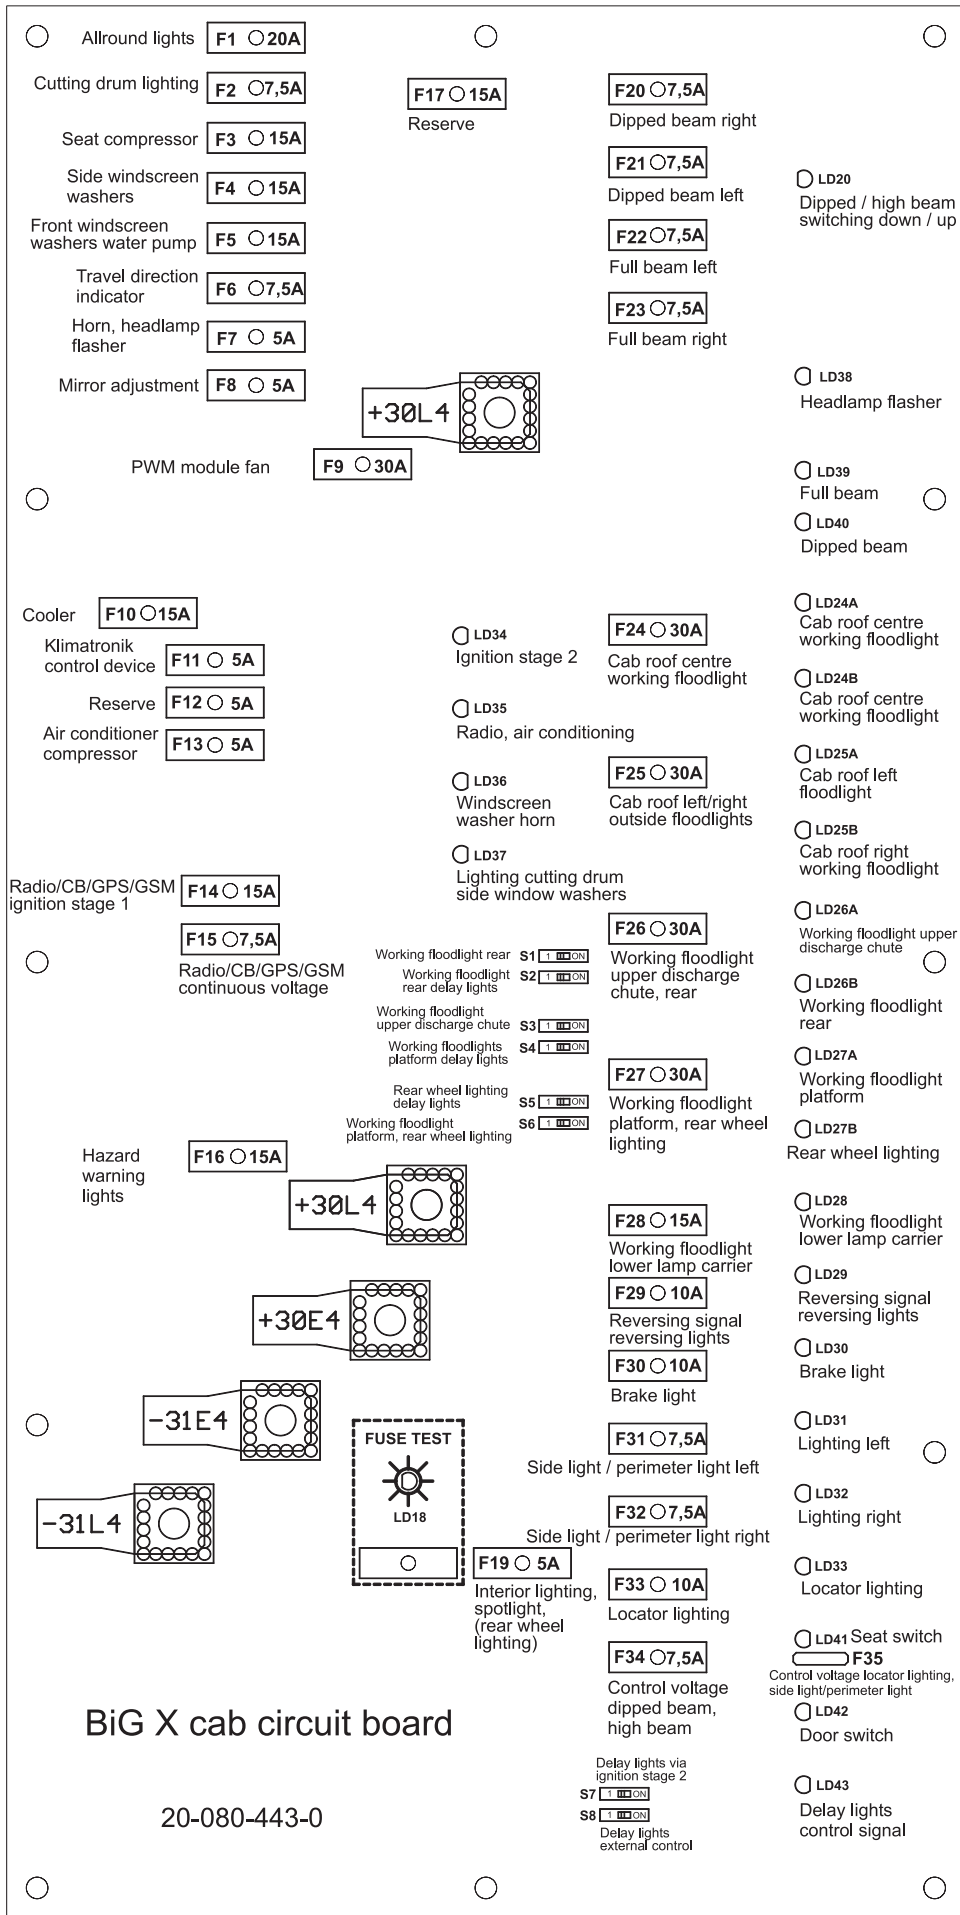 Allround lights
F1 20A
Cutting drum lighting
F2 7,5A
Seat compressor
F3 15A
Side windscreen
washers
F4 15A
Front windscreen
washers water pump
F5 15A
Travel direction
indicator
F6 7,5A
Horn, headlamp
flasher
F7 5A
Mirror adjustment
F8 5A
+30L4
PWM module fan
F9 30A
F17 15A
Reserve
F20 7,5A
Dipped beam right
F21 7,5A
Dipped beam left
F22 7,5A
Full beam left
F23 7,5A
Full beam right
LD20
Dipped / high beam
switching down / up
LD38
Headlamp flasher
LD39
Full beam
LD40
Dipped beam
Cooler
F10 15A
Klimatronik
control device
F11 5A
Reserve
F12 5A
Air conditioner
compressor
F13 5A
LD34
Ignition stage 2
LD35
Radio, air conditioning
LD36
Windscreen
washer horn
LD37
Lighting cutting drum
side window washers
F24 30A
Cab roof centre
working floodlight
F25 30A
Cab roof left/right
outside floodlights
LD24A
Cab roof centre
working floodlight
LD24B
Cab roof centre
working floodlight
LD25A
Cab roof left
floodlight
LD25B
Cab roof right
working floodlight
Radio/CB/GPS/GSM
ignition stage 1
F14 15A
F15 7,5A
Radio/CB/GPS/GSM
continuous voltage
Working floodlight rear S1 1 ON
Working floodlight
rear delay lights
S2 1 ON
Working floodlight
upper discharge chute
S3 1 ON
Working floodlights
platform delay lights
S4 1 ON
Rear wheel lighting
delay lights
S5 1 ON
Working floodlight
platform, rear wheel lighting
S6 1 ON
F26 30A
Working floodlight
upper discharge
chute, rear
F27 30A
Working floodlight
platform, rear wheel
lighting
LD26A
Working floodlight upper
discharge chute
LD26B
Working floodlight
rear
LD27A
Working floodlight
platform
LD27B
Rear wheel lighting
Hazard
warning
lights
F16 15A
+30L4
+30E4
-31E4
-31L4
FUSE TEST
LD18
F19 5A
Interior lighting,
spotlight,
(rear wheel
lighting)
F28 15A
Working floodlight
lower lamp carrier
F29 10A
Reversing signal
reversing lights
F30 10A
Brake light
F31 7,5A
Side light / perimeter light left
F32 7,5A
Side light / perimeter light right
F33 10A
Locator lighting
F34 7,5A
Control voltage
dipped beam,
high beam
LD28
Working floodlight
lower lamp carrier
LD29
Reversing signal
reversing lights
LD30
Brake light
LD31
Lighting left
LD32
Lighting right
LD33
Locator lighting
LD41 Seat switch
F35
Control voltage locator lighting,
side light/perimeter light
LD42
Door switch
LD43
Delay lights
control signal
BiG X cab circuit board
20-080-443-0
Delay lights via
ignition stage 2
S7 1 ON
S8 1 ON
Delay lights
external control